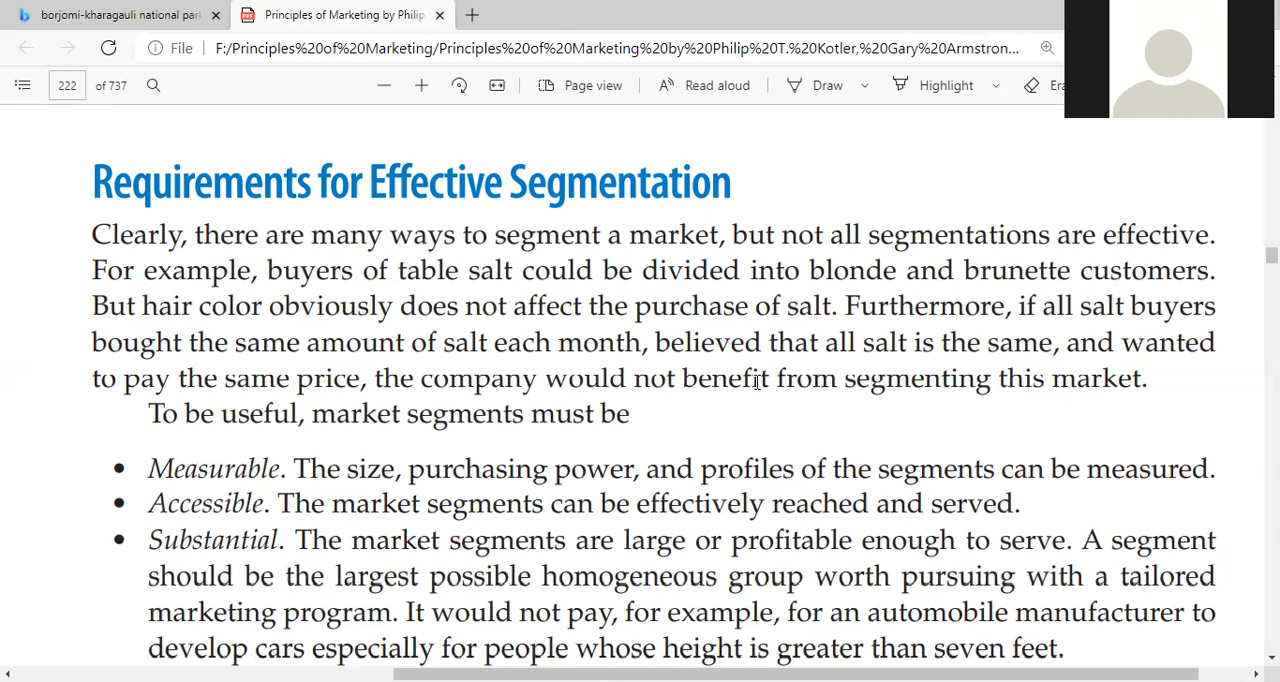 borjomi-kharagauli national par
Principles of Marketing by Philip
File
F:/Principles%20of%20Marketing/Principles%20of%20Marketing%20by%20Philip%20T.%20Kotler,%20Gary%20Armstron...
222 of 737
Page view
Read aloud
Draw
Highlight
Era
Requirements for Effective Segmentation
Clearly, there are many ways to segment a market, but not all segmentations are effective.
For example, buyers of table salt could be divided into blonde and brunette customers.
But hair color obviously does not affect the purchase of salt. Furthermore, if all salt buyers
bought the same amount of salt each month, believed that all salt is the same, and wanted
to pay the same price, the company would not benefit from segmenting this market.
To be useful, market segments must be
• Measurable. The size, purchasing power, and profiles of the segments can be measured.
• Accessible. The market segments can be effectively reached and served.
• Substantial. The market segments are large or profitable enough to serve. A segment
should be the largest possible homogeneous group worth pursuing with a tailored
marketing program. It would not pay, for example, for an automobile manufacturer to
develop cars especially for people whose height is greater than seven feet.